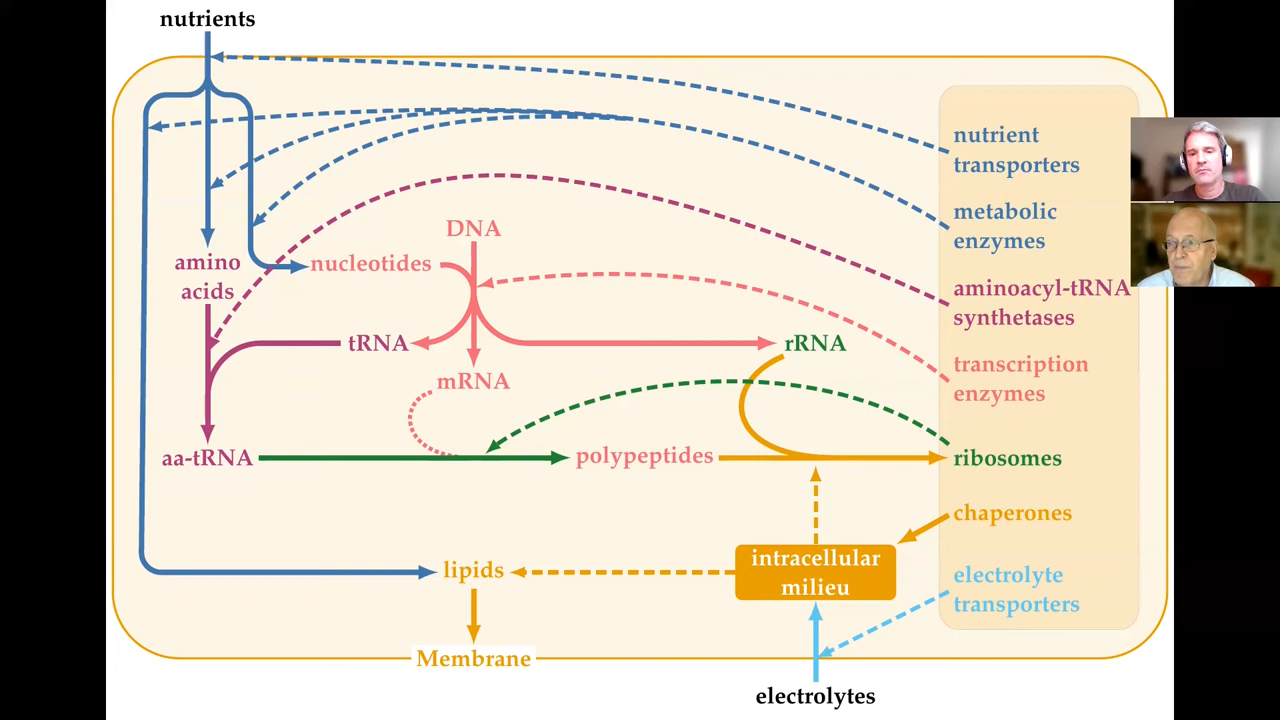 nutrients
nutrient
transporters
metabolic
enzymes
DNA
amino
acids
nucleotides
aminoacyl-tRNA
synthetases
tRNA
rRNA
mRNA
transcription
enzymes
aa-tRNA
polypeptides
ribosomes
chaperones
intracellular
milieu
lipids
electrolyte
transporters
Membrane
electrolytes